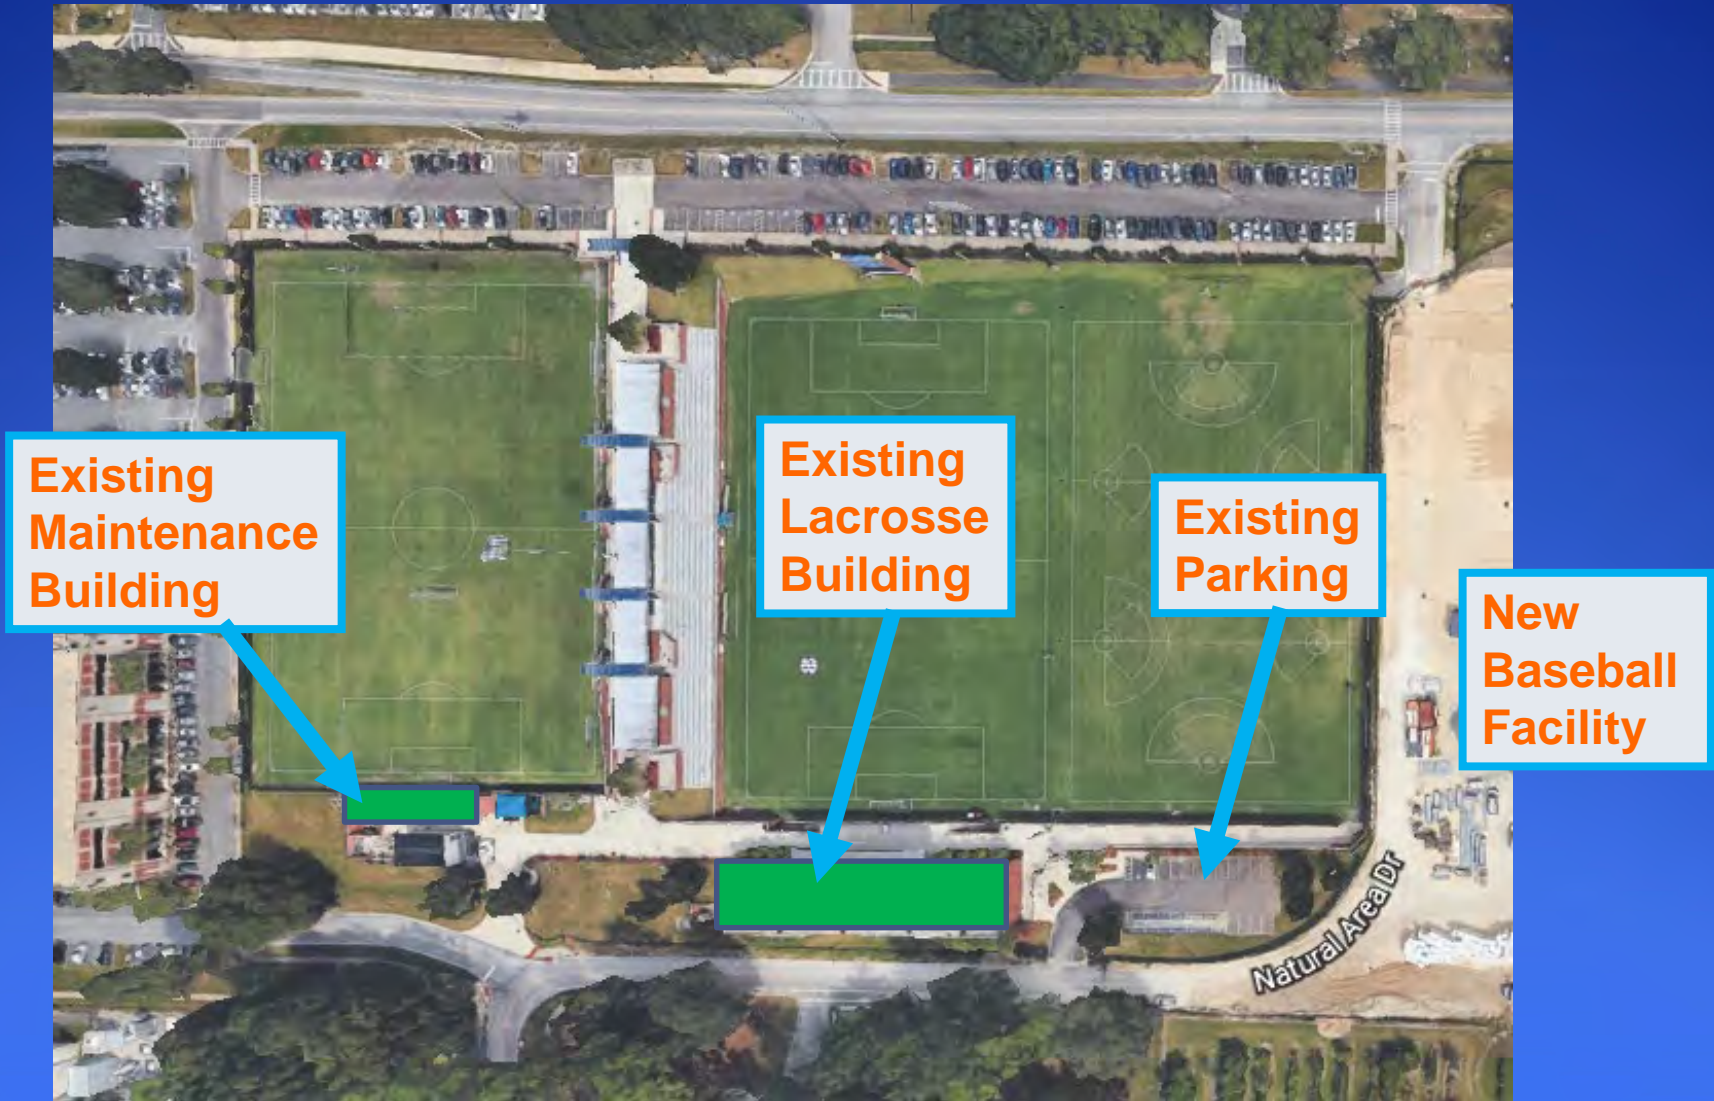 Existing
Maintenance
Building
Existing
Lacrosse
Building
Existing
Parking
New
Baseball
Facility
Natural Area Dr